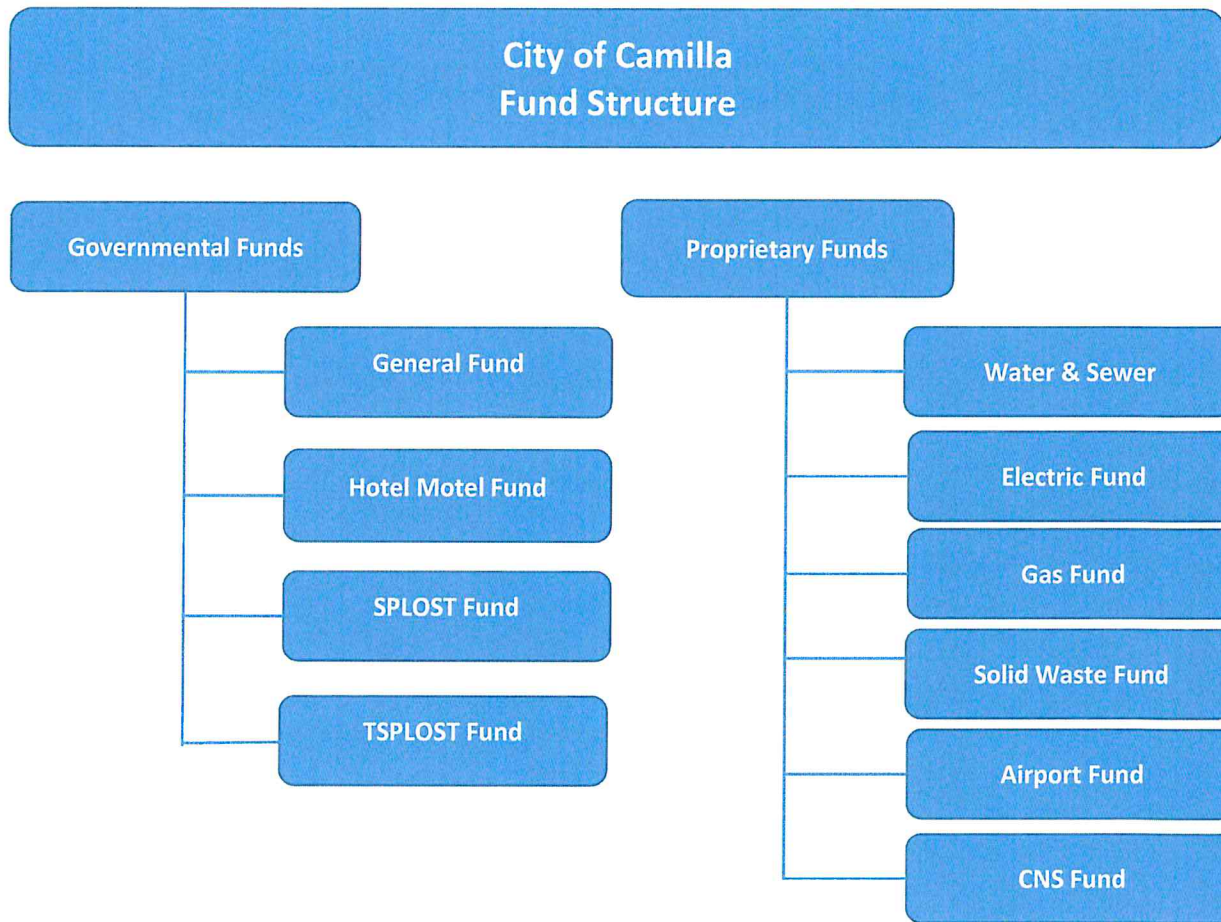 City of Camilla
Fund Structure
Governmental Funds
General Fund
Hotel Motel Fund
SPLOST Fund
TSPLOST Fund
Proprietary Funds
Water & Sewer
Electric Fund
Gas Fund
Solid Waste Fund
Airport Fund
CNS Fund